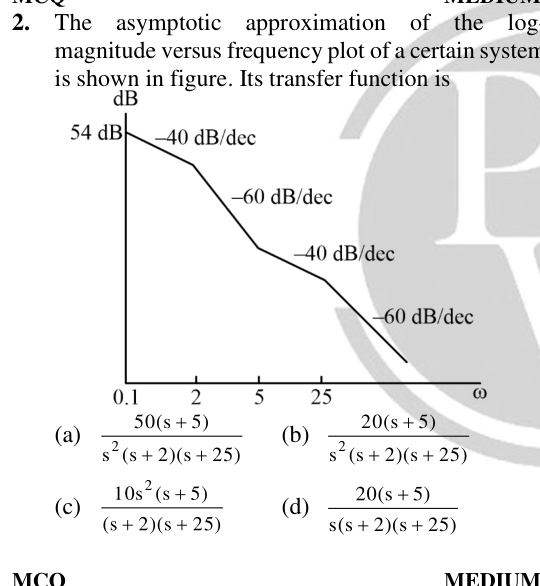 MCQ MEDIUM
2. The asymptotic approximation of the log-
magnitude versus frequency plot of a certain system
is shown in figure. Its transfer function is
dB
54 dB
–40 dB/dec
–60 dB/dec
–40 dB/dec
–60 dB/dec
0.1 2 5 25 ω
(a) 50(s + 5) / s²(s + 2)(s + 25) (b) 20(s + 5) / s²(s + 2)(s + 25)
(c) 10s²(s + 5) / (s + 2)(s + 25) (d) 20(s + 5) / s(s + 2)(s + 25)
MCQ MEDIUM